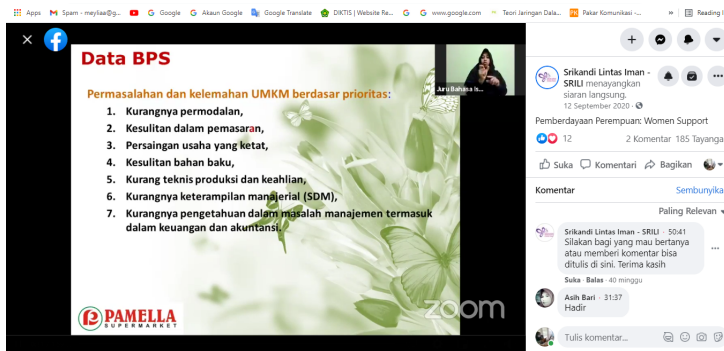 Apps Spam - meyliaa@g... Google Google Akaun Google Google Translate DIKTIS | Website Re... Google www.google.com Teori Jaringan Dala... Pakar Komunikasi -... » Reading l
Data BPS
Juru Bahasa Is...
Permasalahan dan kelemahan UMKM berdasar prioritas:
1. Kurangnya permodalan,
2. Kesulitan dalam pemasaran,
3. Persaingan usaha yang ketat,
4. Kesulitan bahan baku,
5. Kurang teknis produksi dan keahlian,
6. Kurangnya keterampilan manajerial (SDM),
7. Kurangnya pengetahuan dalam masalah manajemen termasuk
dalam keuangan dan akuntansi.
PAMELLA
SUPERMARKET
zoom
Srikandi Lintas Iman -
SRILI menayangkan
siaran langsung.
12 September 2020 ·
Pemberdayaan Perempuan: Women Support
12 2 Komentar 185 Tayanga
Suka Komentari Bagikan
Komentar Sembunyika
Paling Relevan
Srikandi Lintas Iman - SRILI · 50:41
Silakan bagi yang mau bertanya
atau memberi komentar bisa
ditulis di sini. Terima kasih
Suka · Balas · 40 minggu
Asih Bari · 31:37
Hadir
Tulis komentar...